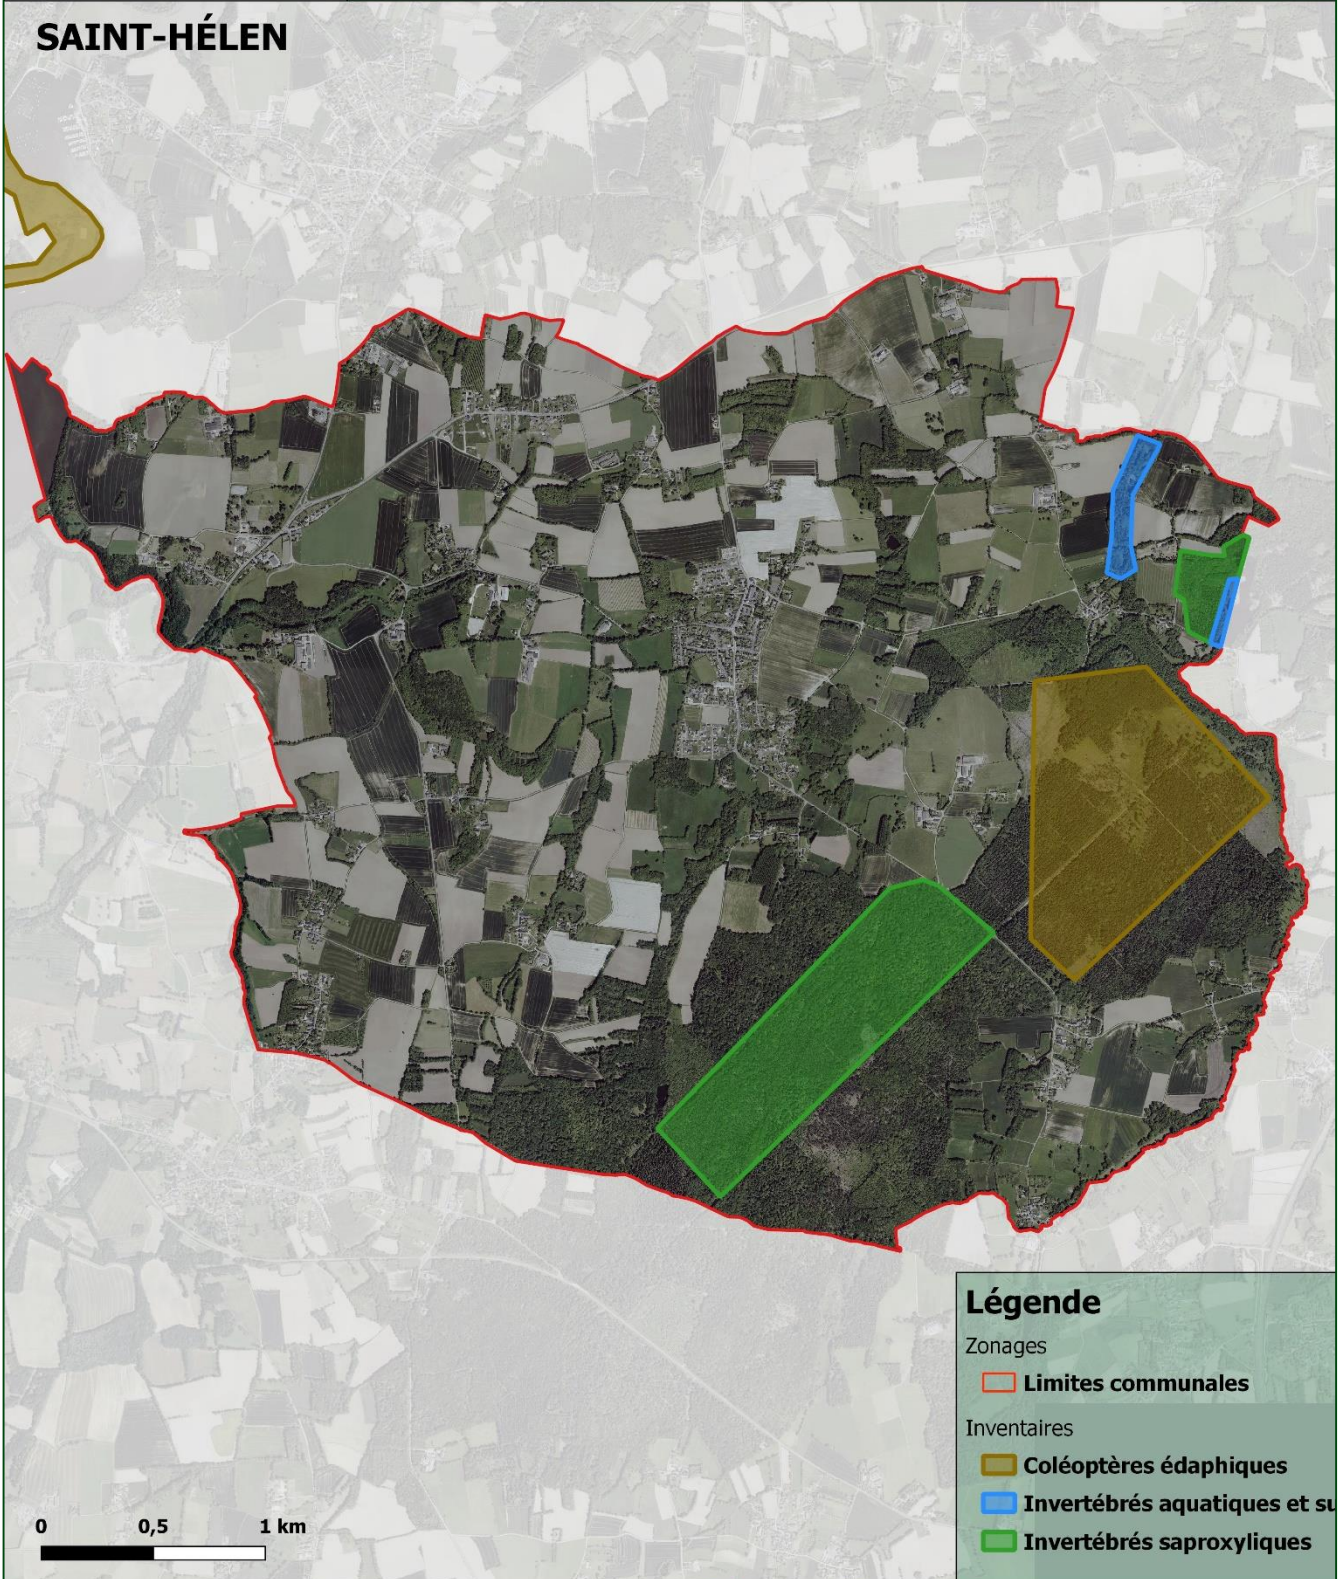 SAINT-HÉLEN
Légende
Zonages
Limites communales
Inventaires
Coléoptères édaphiques
Invertébrés aquatiques et su
Invertébrés saproxyliques
0 0,5 1 km